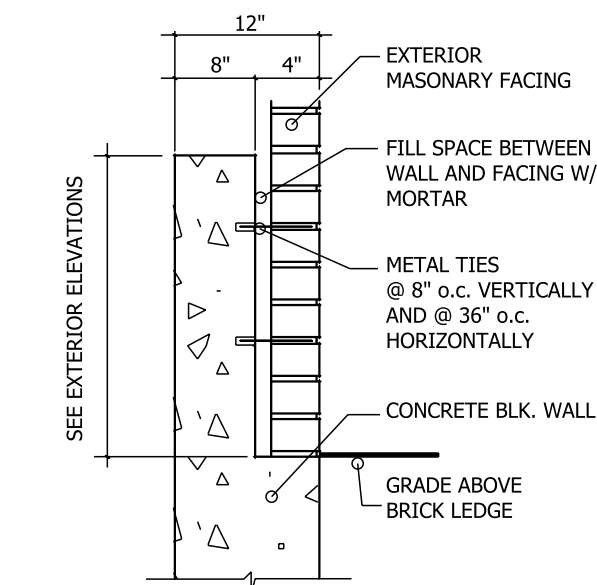 12"
8"
4"
EXTERIOR
MASONARY FACING
FILL SPACE BETWEEN
WALL AND FACING W/
MORTAR
METAL TIES
@ 8" o.c. VERTICALLY
AND @ 36" o.c.
HORIZONTALLY
SEE EXTERIOR ELEVATIONS
CONCRETE BLK. WALL
GRADE ABOVE
BRICK LEDGE